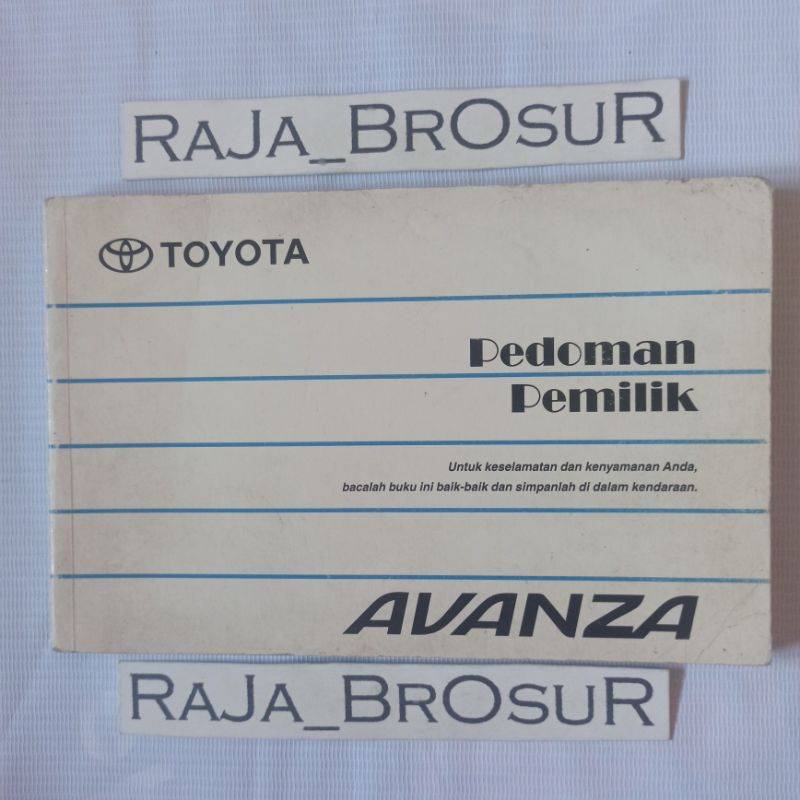 RAJA_BROSUR
TOYOTA
Pedoman
Pemilik
Untuk keselamatan dan kenyamanan Anda,
bacalah buku ini baik-baik dan simpanlah di dalam kendaraan.
AVANZA
RAJA_BROSUR